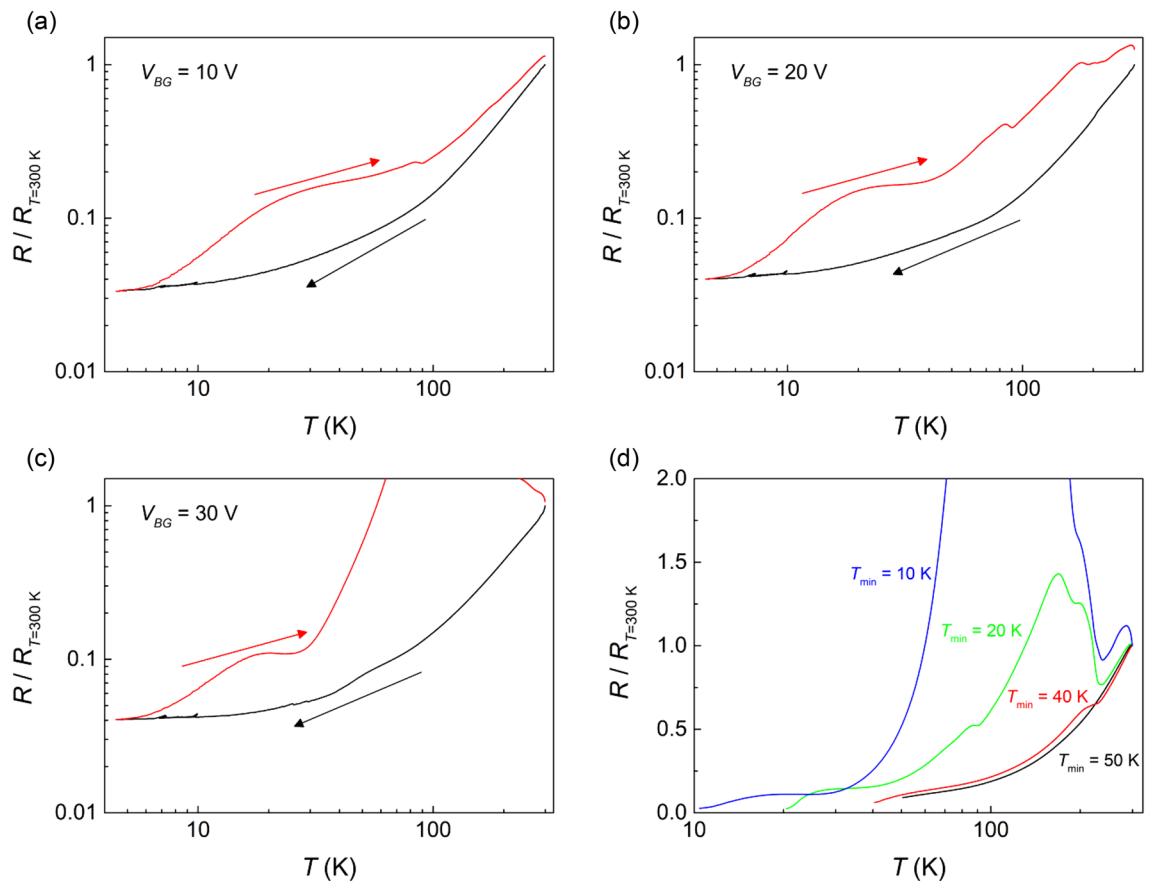 (a)
V_BG = 10 V
R / R_T=300 K
1
0.1
0.01
10
100
T (K)
(b)
V_BG = 20 V
R / R_T=300 K
1
0.1
0.01
10
100
T (K)
(c)
V_BG = 30 V
R / R_T=300 K
1
0.1
0.01
10
100
T (K)
(d)
R / R_T=300 K
2.0
1.5
1.0
0.5
0.0
T_min = 10 K
T_min = 20 K
T_min = 40 K
T_min = 50 K
10
100
T (K)